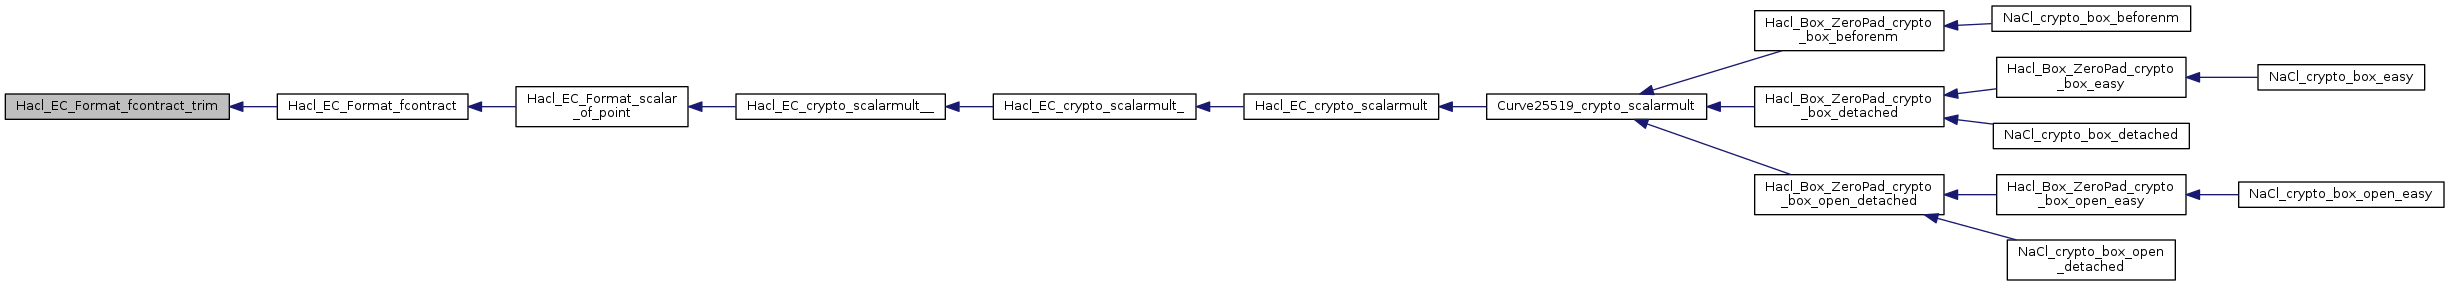 Hacl_EC_Format_fcontract_trim
Hacl_EC_Format_fcontract
Hacl_EC_Format_scalar
_of_point
Hacl_EC_crypto_scalarmult__
Hacl_EC_crypto_scalarmult_
Hacl_EC_crypto_scalarmult
Curve25519_crypto_scalarmult
Hacl_Box_ZeroPad_crypto
_box_beforenm
NaCl_crypto_box_beforenm
Hacl_Box_ZeroPad_crypto
_box_detached
Hacl_Box_ZeroPad_crypto
_box_easy
NaCl_crypto_box_easy
NaCl_crypto_box_detached
Hacl_Box_ZeroPad_crypto
_box_open_detached
Hacl_Box_ZeroPad_crypto
_box_open_easy
NaCl_crypto_box_open_easy
NaCl_crypto_box_open
_detached